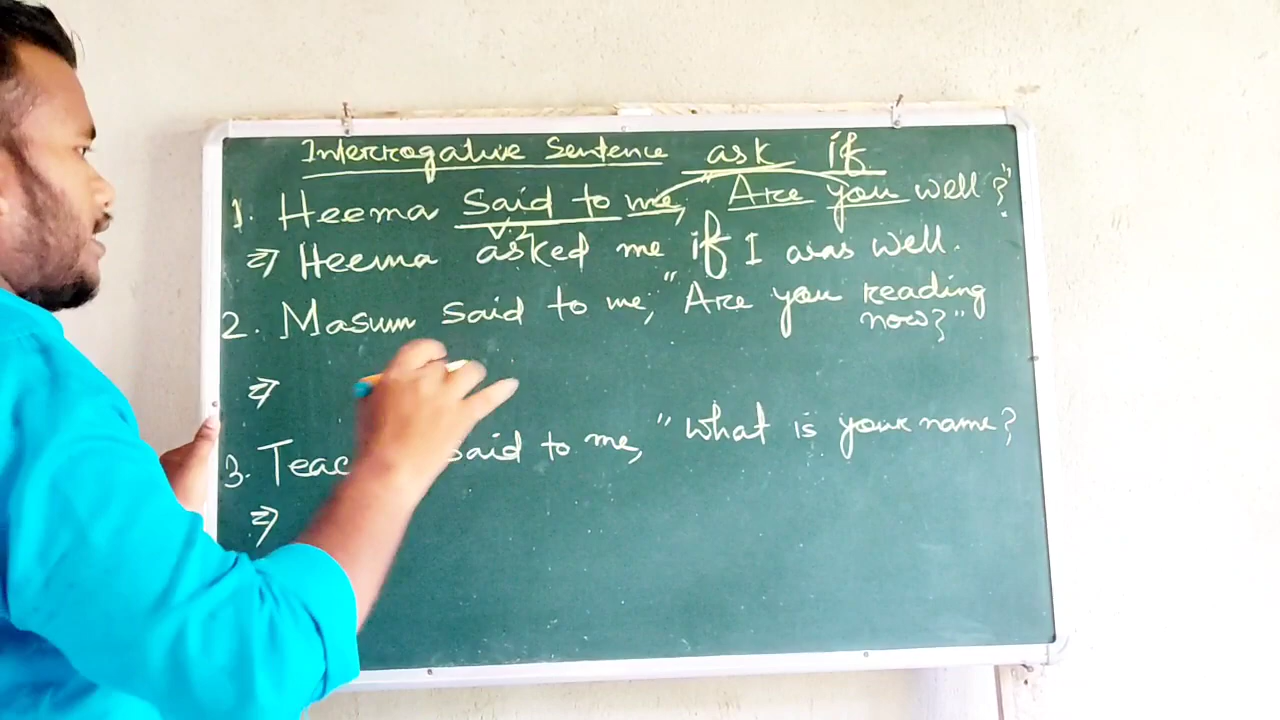 Interrogative Sentence ask if
1. Heema Said to me, "Are you well?"
⇒ Heema asked me if I was well.
V2
2. Masum said to me, "Are you reading
now?"
⇒
3. Teac said to me, "What is your name?
⇒